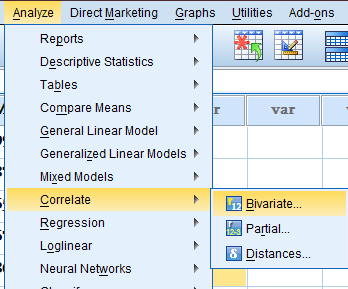 Analyze Direct Marketing Graphs Utilities Add-ons
Reports
Descriptive Statistics
Tables
Compare Means
General Linear Model
Generalized Linear Models
Mixed Models
Correlate
Regression
Loglinear
Neural Networks
var
var
Bivariate...
Partial...
Distances...